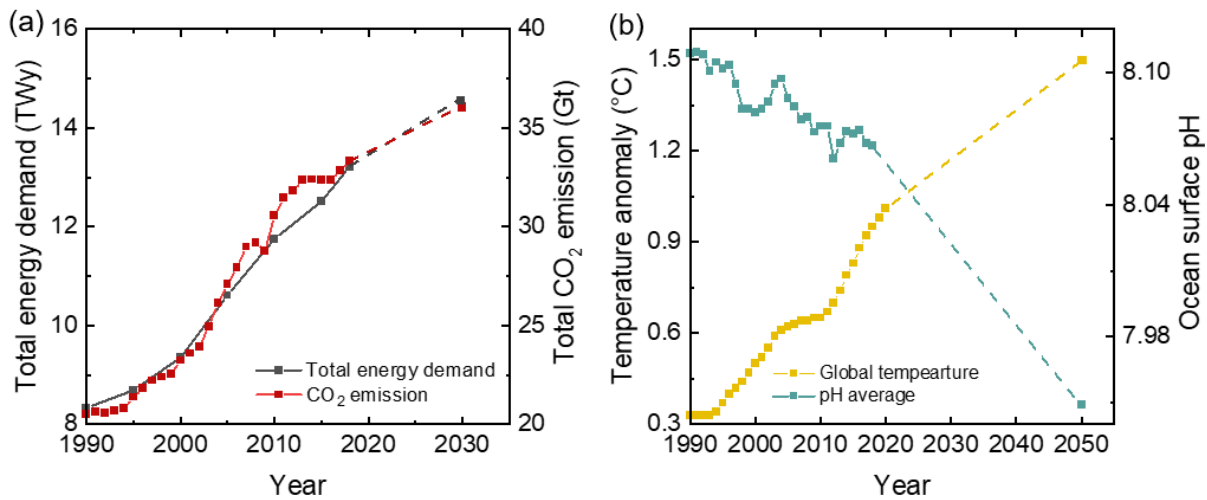 (a)
Total energy demand (TWy)
16
14
12
10
8
1990
2000
2010
2020
2030
Year
40
35
30
25
20
Total CO₂ emission (Gt)
Total energy demand
CO₂ emission
(b)
Temperature anomaly (°C)
1.5
1.2
0.9
0.6
0.3
1990
2000
2010
2020
2030
2040
2050
Year
8.10
8.04
7.98
Ocean surface pH
Global tempearture
pH average